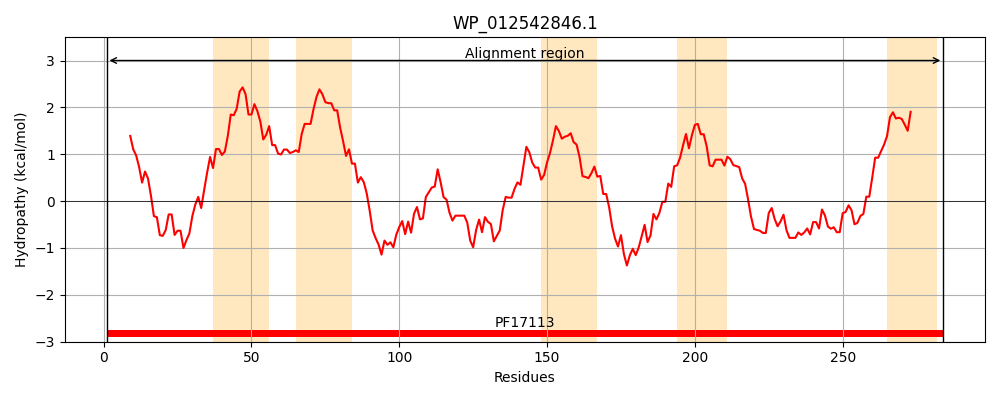 WP_012542846.1
Hydropathy (kcal/mol)
3
2
1
0
−1
−2
−3
Alignment region
PF17113
0
50
100
150
200
250
Residues